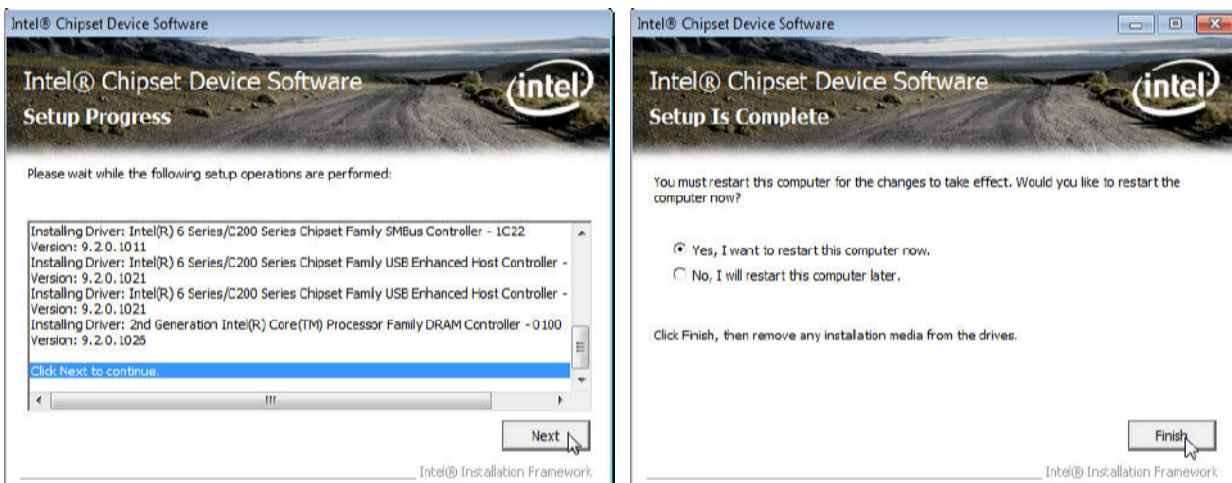 Intel® Chipset Device Software
Intel® Chipset Device Software
Setup Progress
intel
Please wait while the following setup operations are performed:
Installing Driver: Intel(R) 6 Series/C200 Series Chipset Family SMBus Controller - 1C22
Version: 9.2.0.1011
Installing Driver: Intel(R) 6 Series/C200 Series Chipset Family USB Enhanced Host Controller -
Version: 9.2.0.1021
Installing Driver: Intel(R) 6 Series/C200 Series Chipset Family USB Enhanced Host Controller -
Version: 9.2.0.1021
Installing Driver: 2nd Generation Intel(R) Core(TM) Processor Family DRAM Controller - 0100
Version: 9.2.0.1026
Click Next to continue.
Next
Intel® Installation Framework
Intel® Chipset Device Software
Intel® Chipset Device Software
Setup Is Complete
intel
You must restart this computer for the changes to take effect. Would you like to restart the
computer now?
Yes, I want to restart this computer now.
No, I will restart this computer later.
Click Finish, then remove any installation media from the drives.
Finish
Intel® Installation Framework